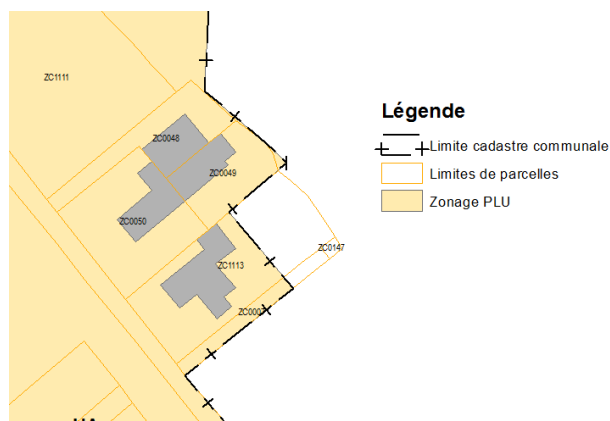 ZC1111
ZC0048
ZC0049
ZC0050
ZC0147
ZC1113
Légende
Limite cadastre communale
Limites de parcelles
Zonage PLU